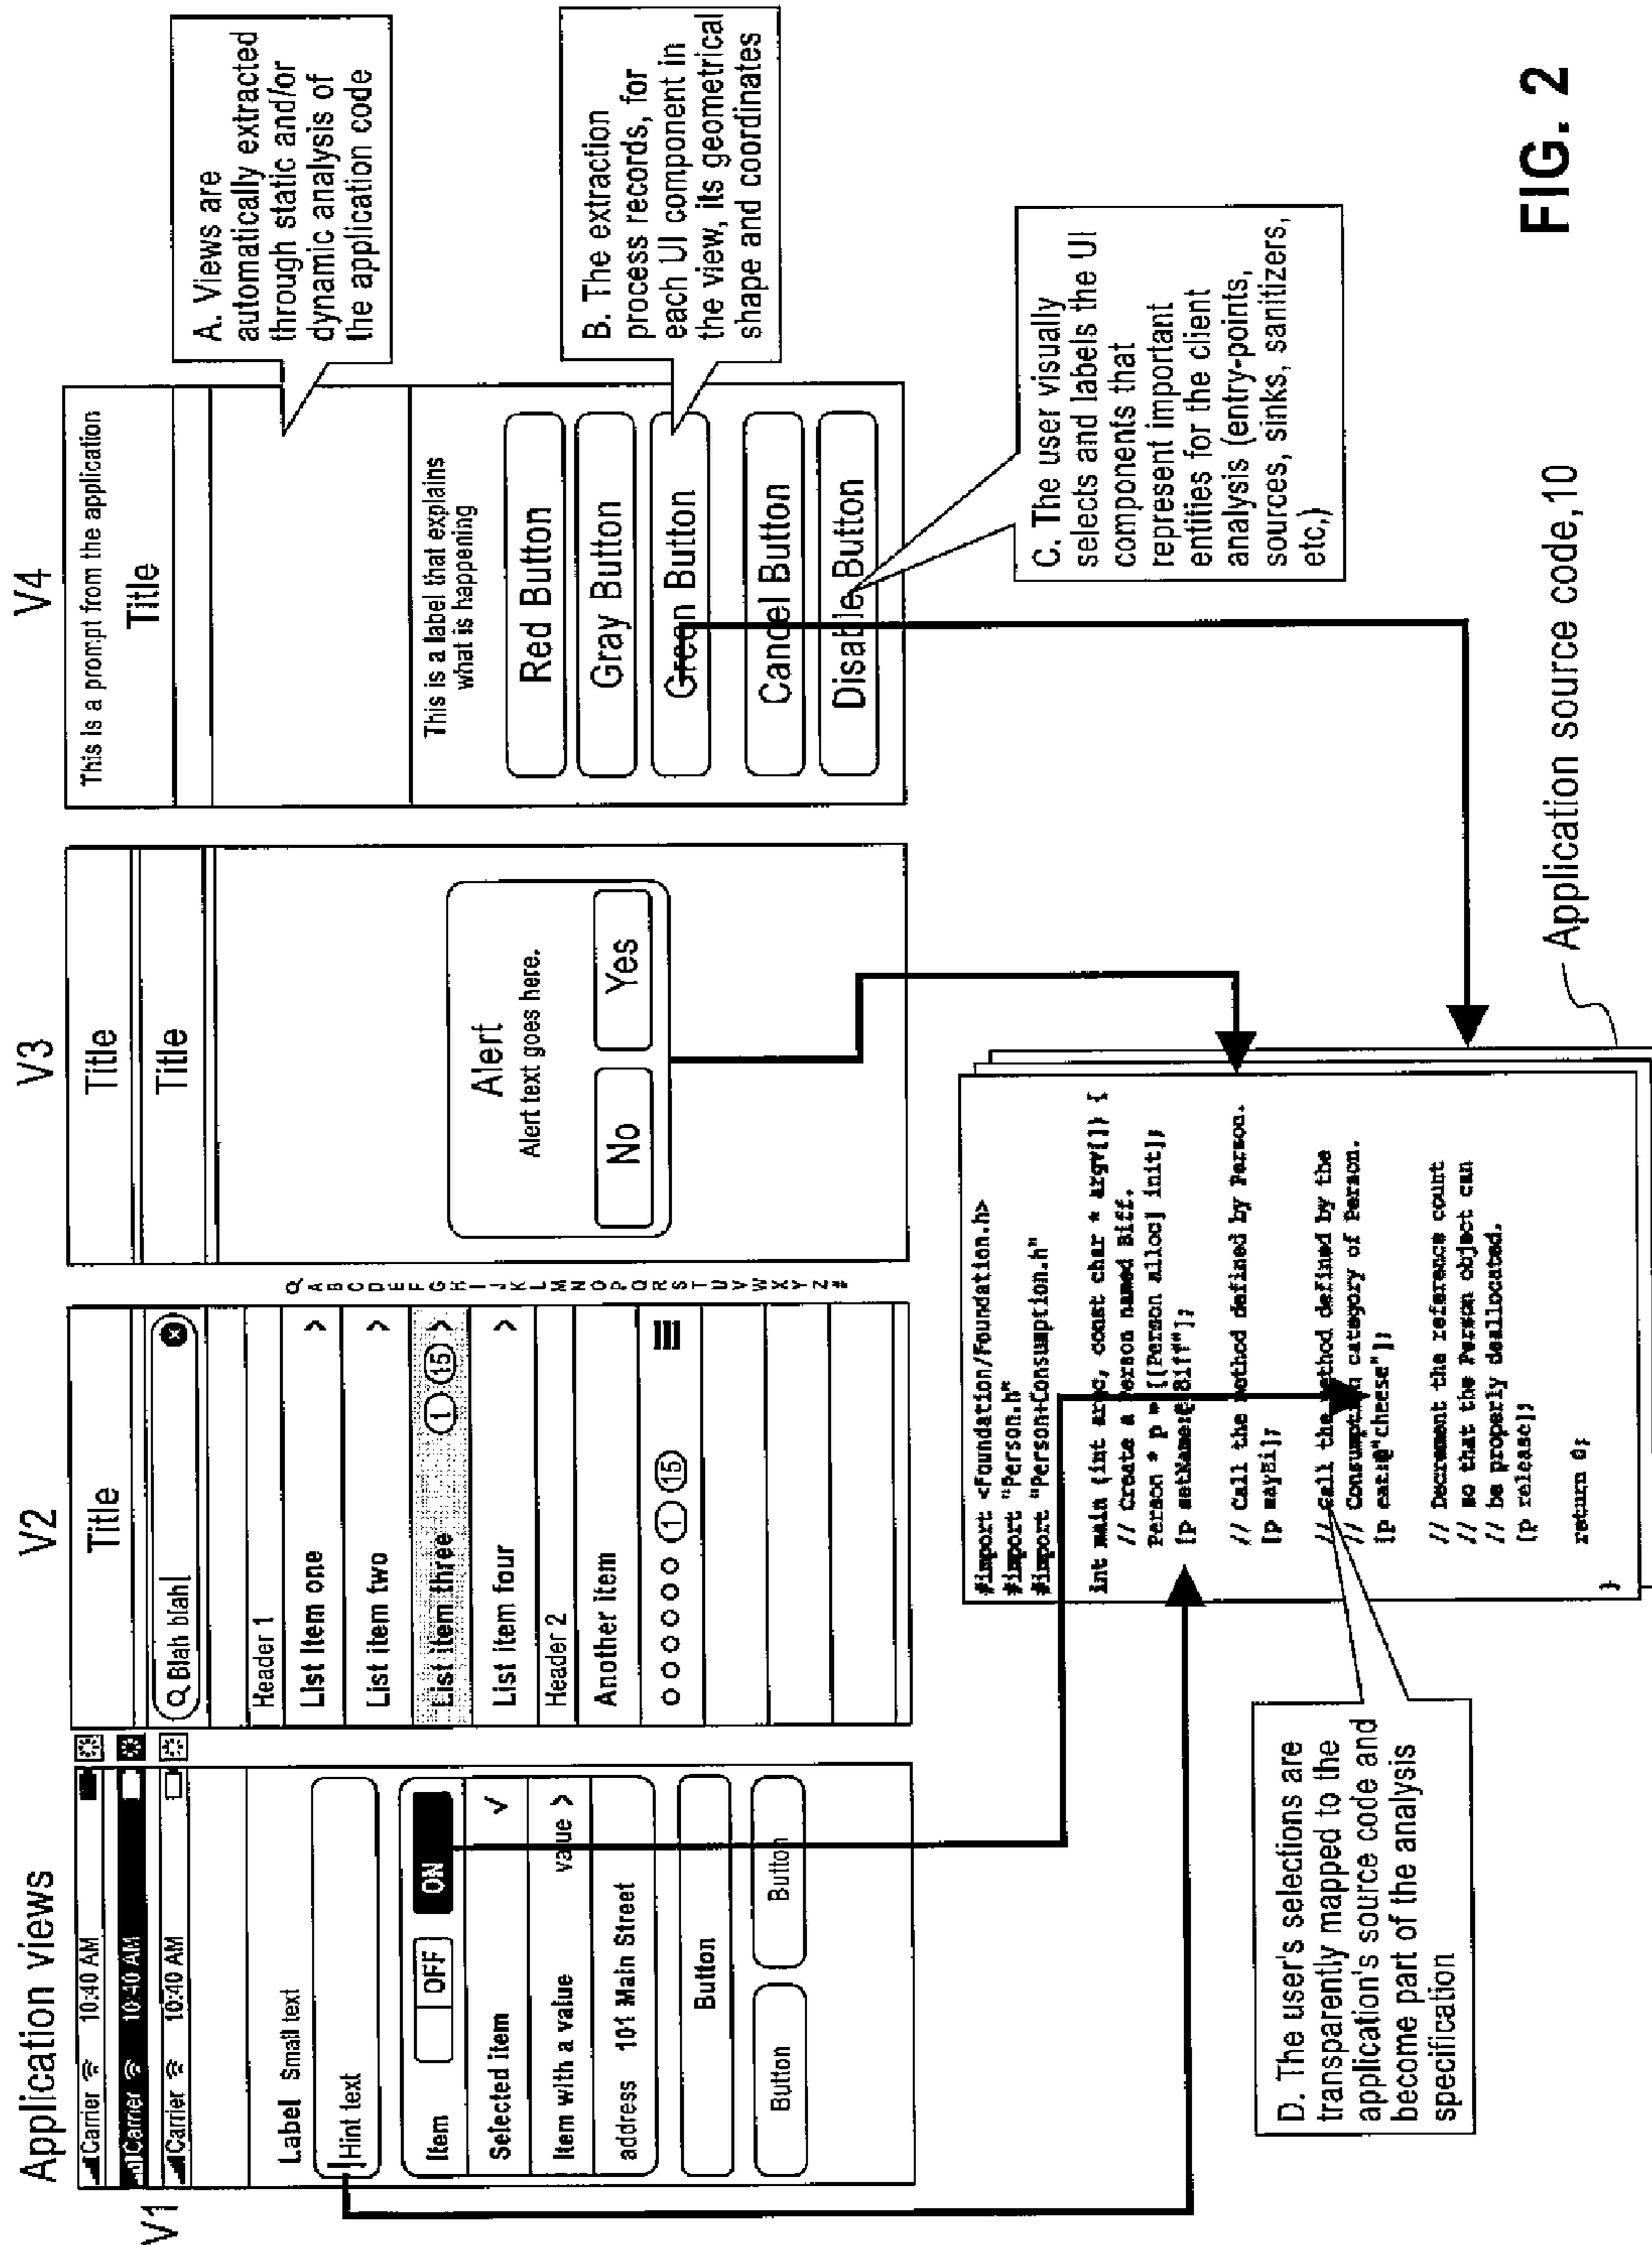 Application views
V1
Carrier 10:40 AM
Carrier 10:40 AM
Carrier 10:40 AM
Label Small text
Hint text
Item OFF ON
Selected item √
Item with a value value >
address 101 Main Street
Button
Button Button
V2
Title
Blah blah
Header 1
List item one >
List item two >
List item three 1 15 >
List item four >
Header 2
Another item
1 15
A
B
C
D
E
F
G
H
I
J
K
L
M
N
O
P
Q
R
S
T
U
V
W
X
Y
Z
#
V3
Title
Title
Alert
Alert text goes here.
No Yes
V4
This is a prompt from the application
Title
This is a label that explains
what is happening
Red Button
Gray Button
Green Button
Cancel Button
Disable Button
A. Views are
automatically extracted
through static and/or
dynamic analysis of
the application code
B. The extraction
process records, for
each UI component in
the view, its geometrical
shape and coordinates
C. The user visually
selects and labels the UI
components that
represent important
entities for the client
analysis (entry-points,
sources, sinks, sanitizers,
etc,)
D. The user's selections are
transparently mapped to the
application's source code and
become part of the analysis
specification
#import <Foundation/Foundation.h>
#import "Person.h"
#import "Person+Consumption.h"
int main (int argc, const char * argv[]) {
// Create a Person named Biff.
Person * p = [[Person alloc] init];
[p setName:@"Biff"];
// Call the method defined by Person.
[p sayHi];
// Call the method defined by the
// Consumption category of Person.
[p eat:@"Cheese"];
// Decrement the reference count
// so that the Person object can
// be properly deallocated.
[p release];
return 0;
}
Application source code,10
FIG. 2